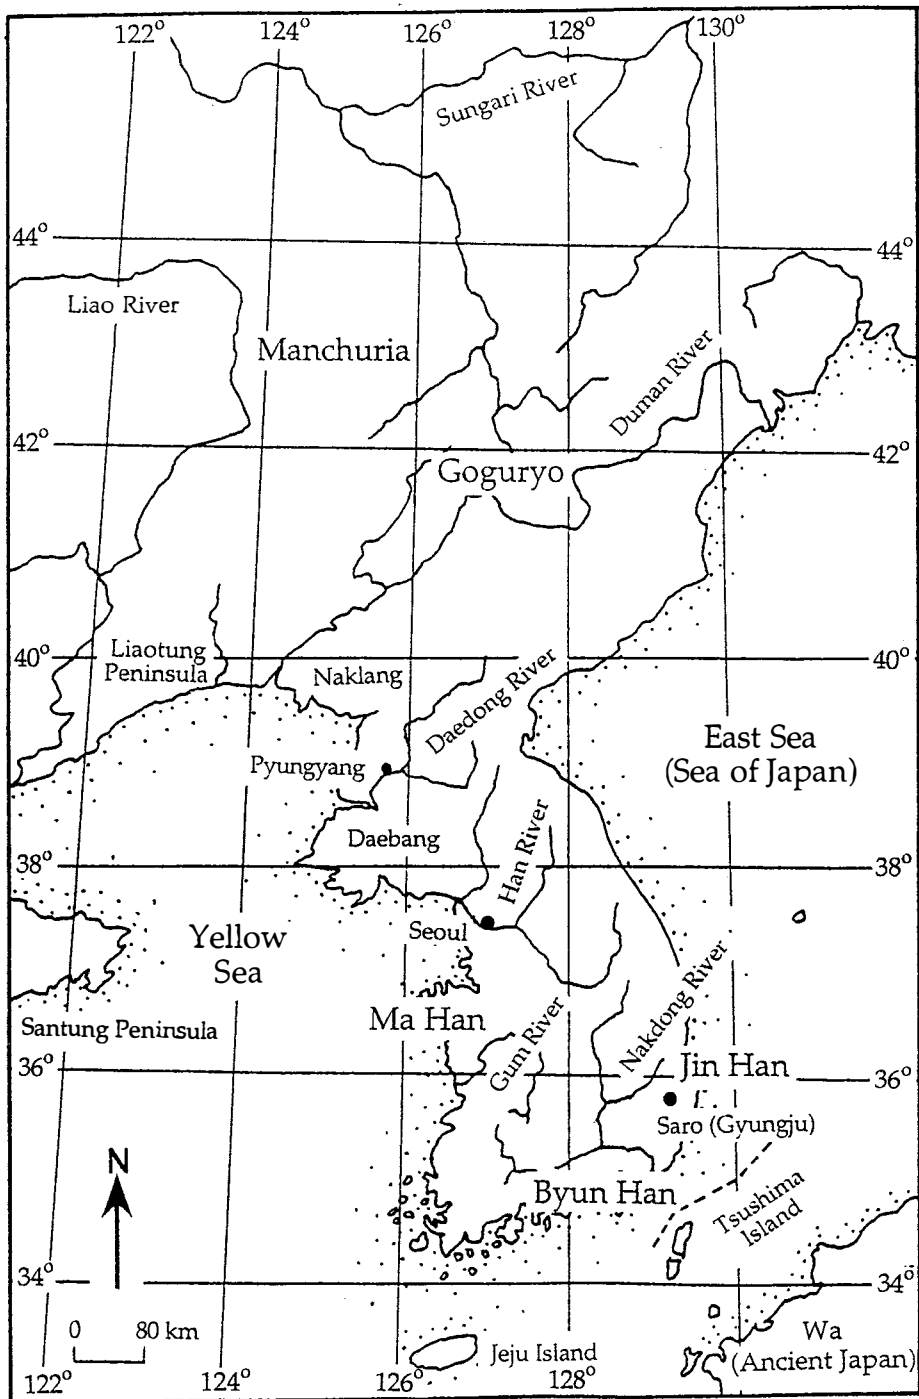 122° 124° 126° 128° 130°
Sungari River
44° 44°
Liao River
Manchuria
Duman River
42° 42°
Goguryo
40° 40°
Liaotung
Peninsula
Naklang
Daedong River
Pyungyang
East Sea
(Sea of Japan)
Daebang
38° 38°
Han River
Seoul
Yellow
Sea
Ma Han
Santung Peninsula
Gum River
Nakdong River
Jin Han
36° 36°
Saro (Gyungju)
N
Byun Han
Tsushima
Island
34° 34°
0 80 km
Jeju Island
Wa
(Ancient Japan)
122° 124° 126° 128°